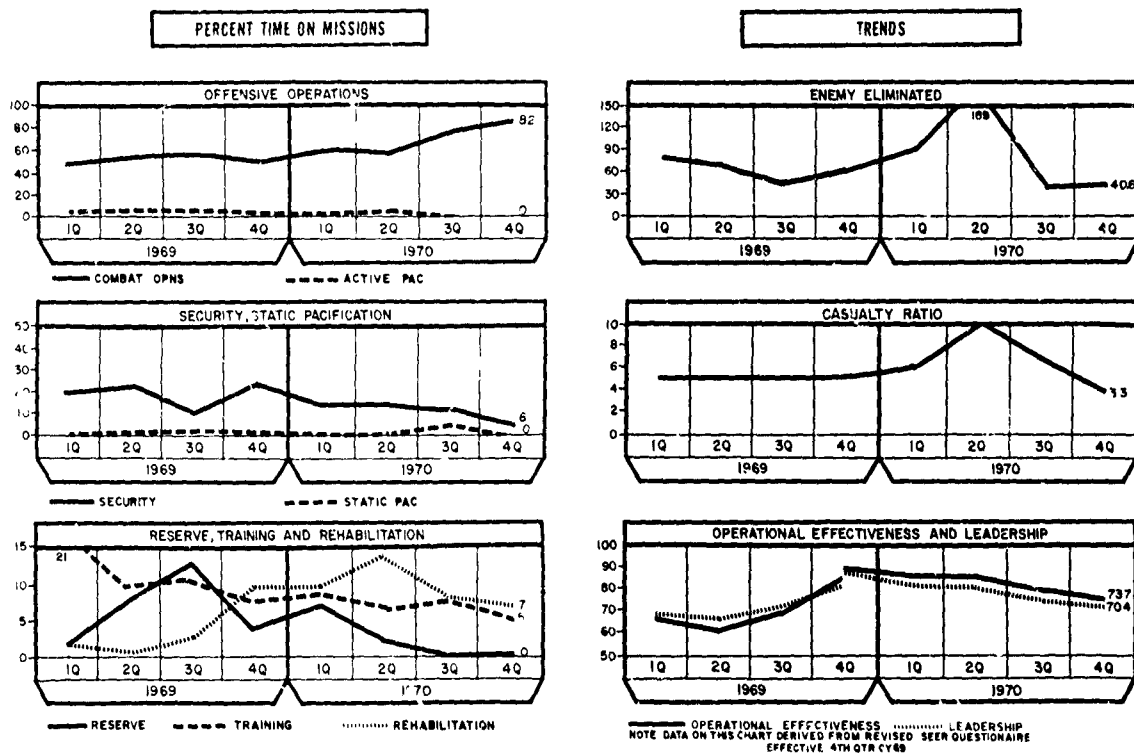 PERCENT TIME ON MISSIONS
OFFENSIVE OPERATIONS
100
80
60
40
20
0
82
0
1Q 2Q 3Q 4Q 1Q 2Q 3Q 4Q
1969 1970
COMBAT OPNS ACTIVE PAC
SECURITY, STATIC PACIFICATION
50
30
0
6
0
1Q 2Q 3Q 4Q 1Q 2Q 3Q 4Q
1969 1970
SECURITY STATIC PAC
RESERVE, TRAINING AND REHABILITATION
15
10
5
0
21
7
0
1Q 2Q 3Q 4Q 1Q 2Q 3Q 4Q
1969
RESERVE TRAINING REHABILITATION
TRENDS
ENEMY ELIMINATED
150
120
90
60
30
0
169
408
1Q 2Q 3Q 4Q 1Q 2Q 3Q 4Q
1969 1970
CASUALTY RATIO
10
8
6
4
2
0
1Q 2Q 3Q 4Q 1Q 2Q 3Q 4Q
1969 1970
OPERATIONAL EFFECTIVENESS AND LEADERSHIP
100
90
80
70
60
50
737
704
1Q 2Q 3Q 4Q 1Q 2Q 3Q 4Q
1969 1970
OPERATIONAL EFFECTIVENESS LEADERSHIP
NOTE DATA ON THIS CHART DERIVED FROM REVISED SEER QUESTIONAIRE
EFFECTIVE 4TH QTR CY69